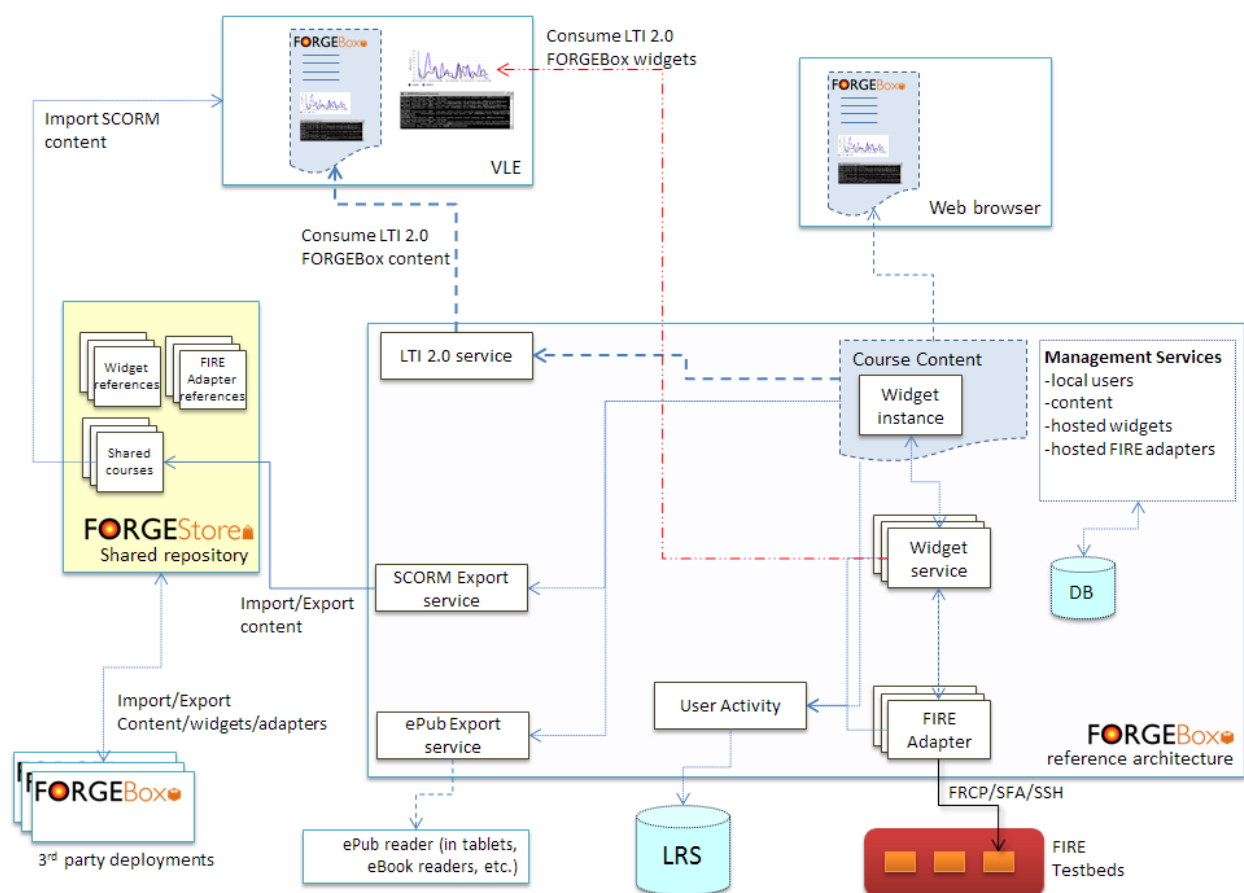 FORGEBox
VLE
Consume LTI 2.0
FORGEBox widgets
FORGEBox
Web browser
Import SCORM
content
Consume LTI 2.0
FORGEBox content
Widget
references
FIRE
Adapter
references
Shared
courses
FORGEStore
Shared repository
LTI 2.0 service
Course Content
Widget
instance
Management Services
-local users
-content
-hosted widgets
-hosted FIRE adapters
Widget
service
DB
SCORM Export
service
Import/Export
content
Import/Export
Content/widgets/adapters
ePub Export
service
User Activity
FIRE
Adapter
FORGEBox
reference architecture
FORGEBox
3rd party deployments
ePub reader (in tablets,
eBook readers, etc.)
LRS
FRCP/SFA/SSH
FIRE
Testbeds